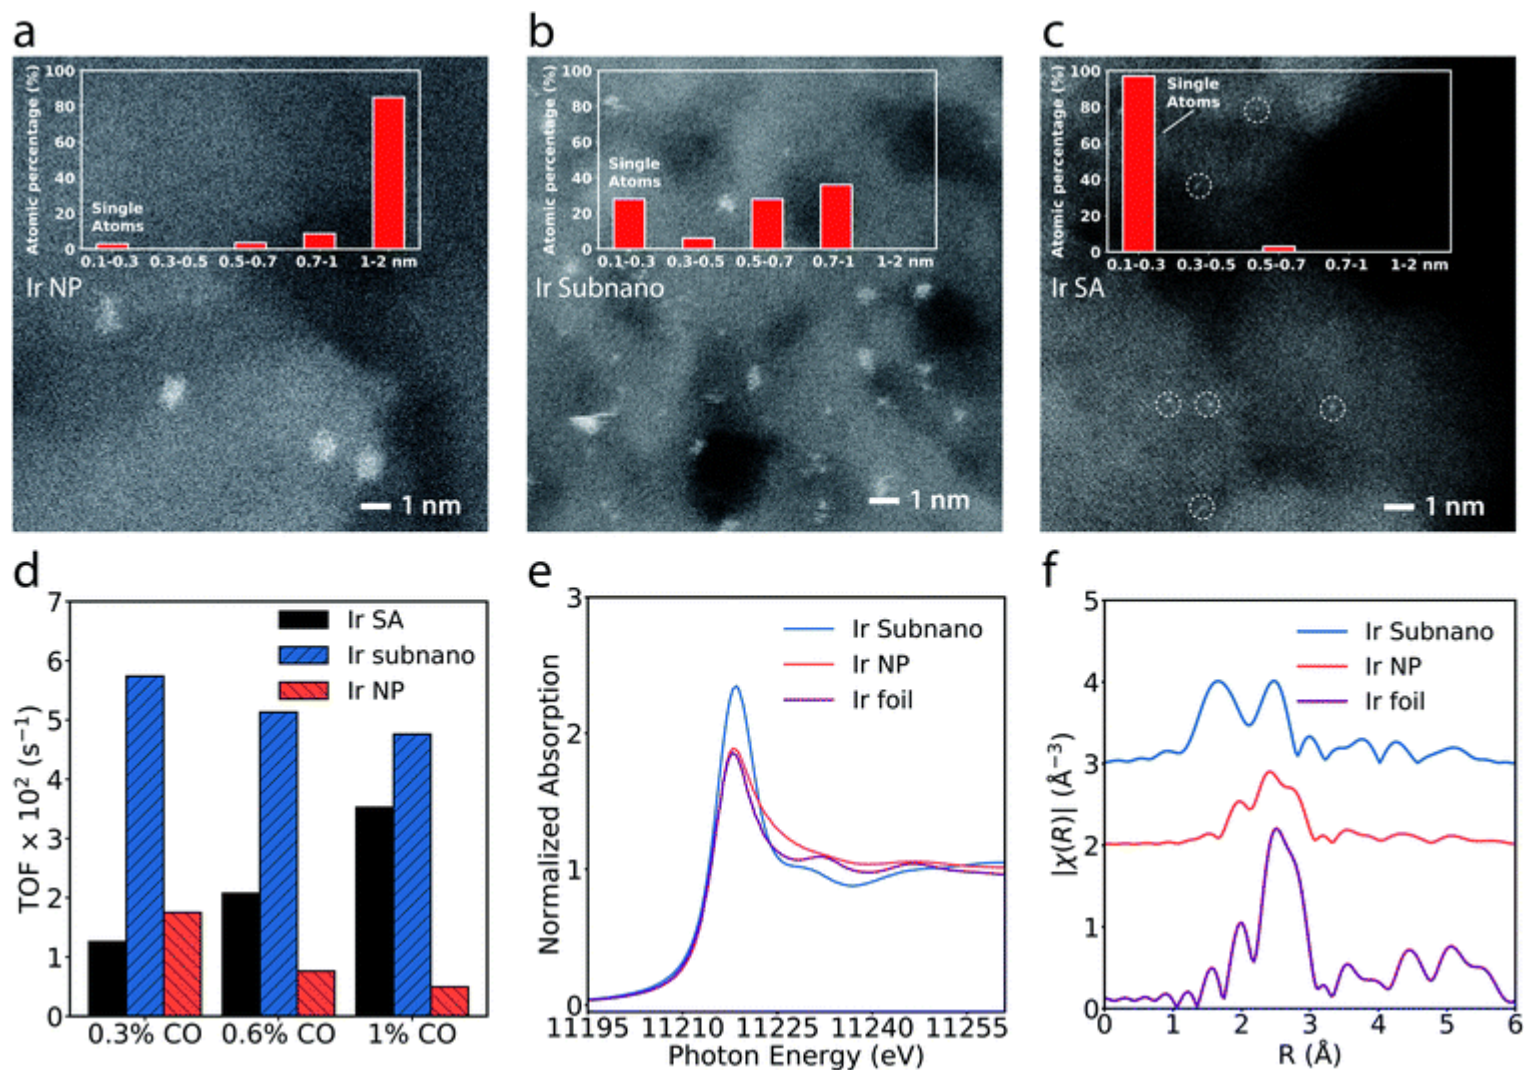 a
Atomic percentage (%)
100
80
60
40
20
0
Single
Atoms
0.1-0.3 0.3-0.5 0.5-0.7 0.7-1 1-2 nm
Ir NP
1 nm
b
Atomic percentage (%)
100
80
60
40
20
0
Single
Atoms
0.1-0.3 0.3-0.5 0.5-0.7 0.7-1 1-2 nm
Ir Subnano
1 nm
c
Atomic percentage (%)
100
80
60
40
20
0
Single
Atoms
0.1-0.3 0.3-0.5 0.5-0.7 0.7-1 1-2 nm
Ir SA
1 nm
d
TOF × 10² (s⁻¹)
7
6
5
4
3
2
1
0
Ir SA
Ir subnano
Ir NP
0.3% CO 0.6% CO 1% CO
e
Normalized Absorption
3
2
1
0
Ir Subnano
Ir NP
Ir foil
11195 11210 11225 11240 11255
Photon Energy (eV)
f
|χ(R)| (Å⁻³)
5
4
3
2
1
0
Ir Subnano
Ir NP
Ir foil
0 1 2 3 4 5 6
R (Å)